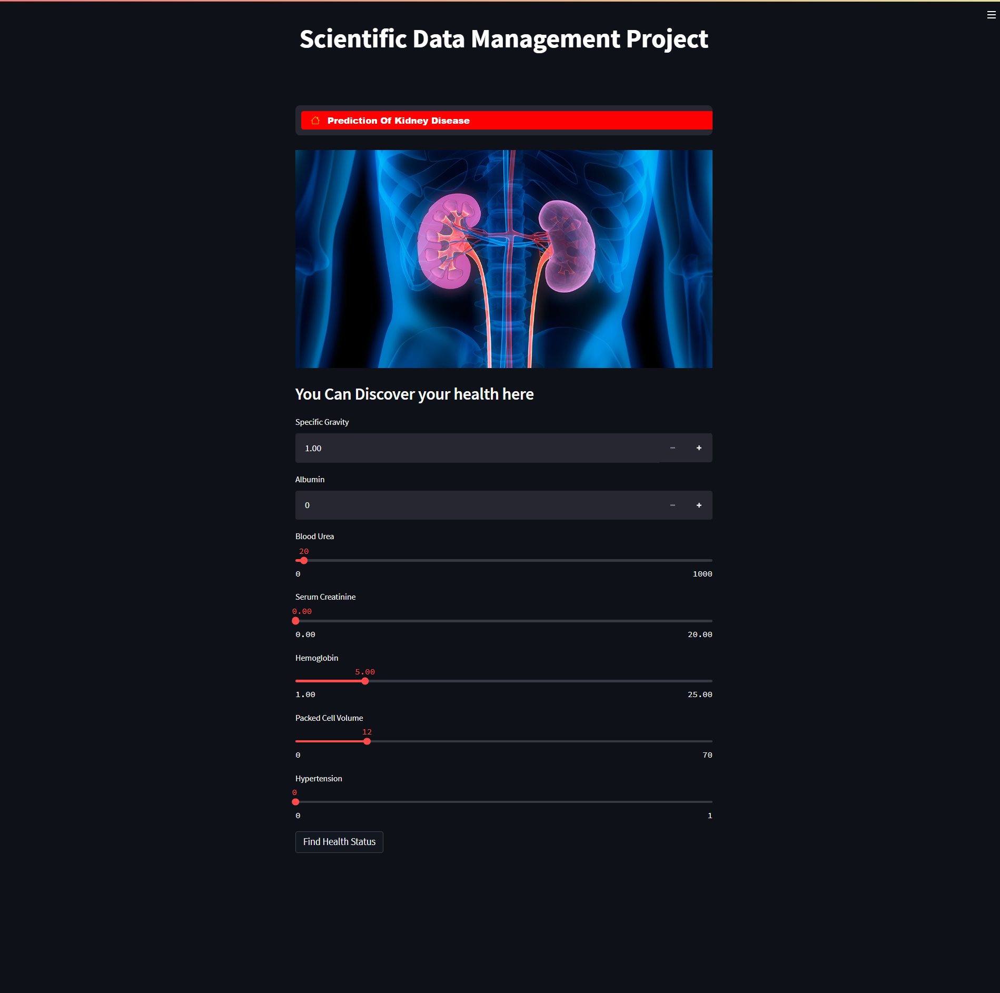 Scientific Data Management Project
Prediction Of Kidney Disease
You Can Discover your health here
Specific Gravity
1.00
Albumin
0
Blood Urea
20
0 1000
Serum Creatinine
0.00
0.00 20.00
Hemoglobin
5.00
1.00 25.00
Packed Cell Volume
12
0 70
Hypertension
0
0 1
Find Health Status